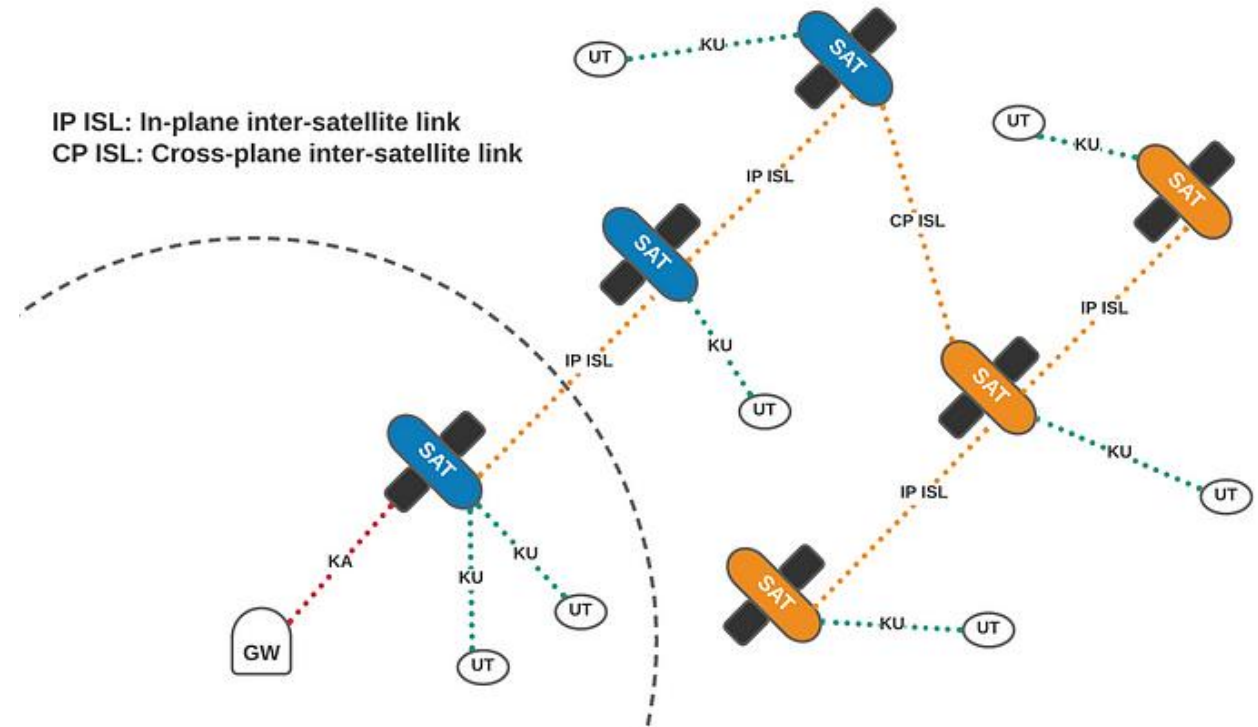 KU
UT
SAT
IP ISL: In-plane inter-satellite link
CP ISL: Cross-plane inter-satellite link
UT
KU
SAT
IP ISL
CP ISL
SAT
IP ISL
KU
IP ISL
SAT
UT
SAT
KU
UT
IP ISL
KU
KA
KU
SAT
UT
KU
UT
GW
UT